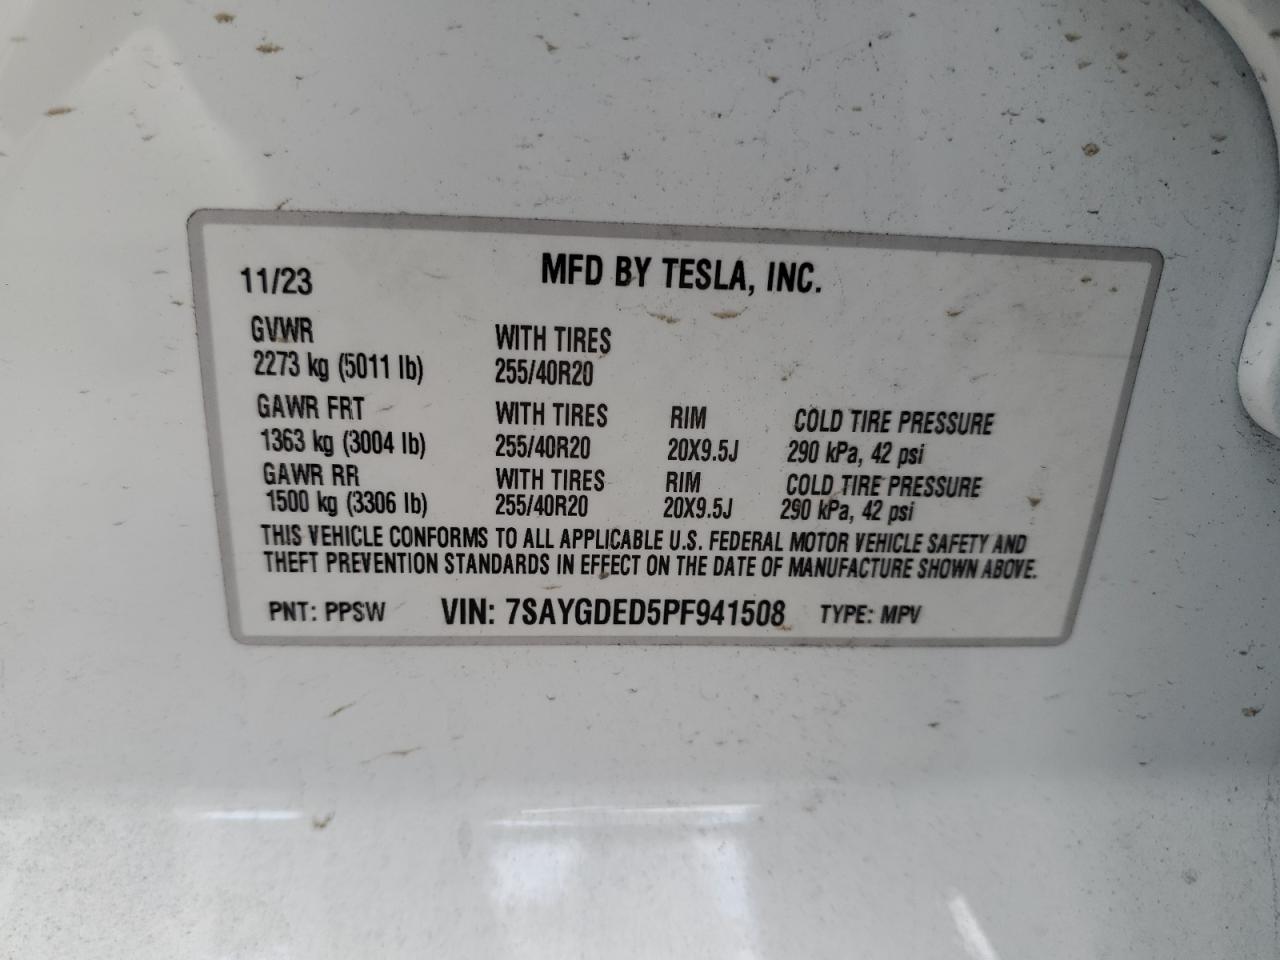 11/23 MFD BY TESLA, INC.
GVWR WITH TIRES
2273 kg (5011 lb) 255/40R20
GAWR FRT WITH TIRES RIM COLD TIRE PRESSURE
1363 kg (3004 lb) 255/40R20 20X9.5J 290 kPa, 42 psi
GAWR RR WITH TIRES RIM COLD TIRE PRESSURE
1500 kg (3306 lb) 255/40R20 20X9.5J 290 kPa, 42 psi
THIS VEHICLE CONFORMS TO ALL APPLICABLE U.S. FEDERAL MOTOR VEHICLE SAFETY AND
THEFT PREVENTION STANDARDS IN EFFECT ON THE DATE OF MANUFACTURE SHOWN ABOVE.
PNT: PPSW VIN: 7SAYGDED5PF941508 TYPE: MPV